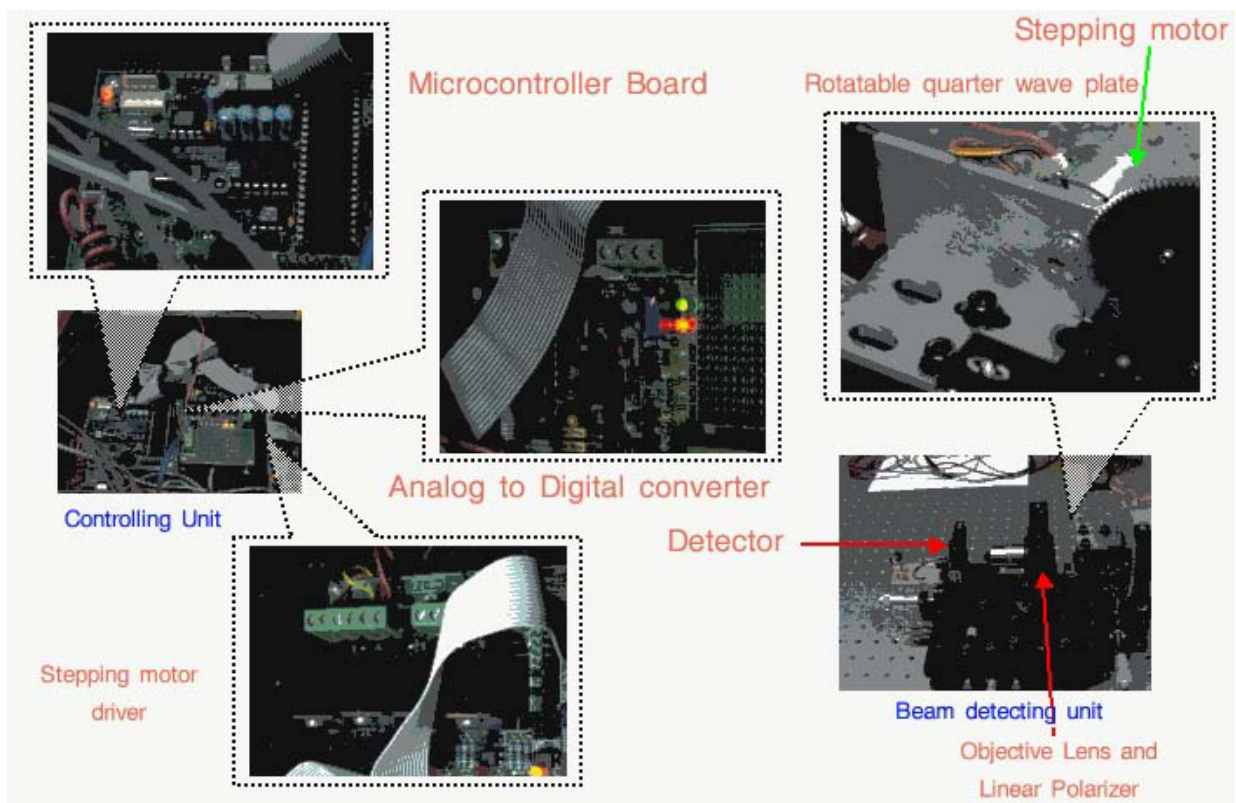 Stepping motor
Microcontroller Board
Rotatable quarter wave plate
Analog to Digital converter
Controlling Unit
Detector
Stepping motor
driver
Beam detecting unit
Objective Lens and
Linear Polarizer